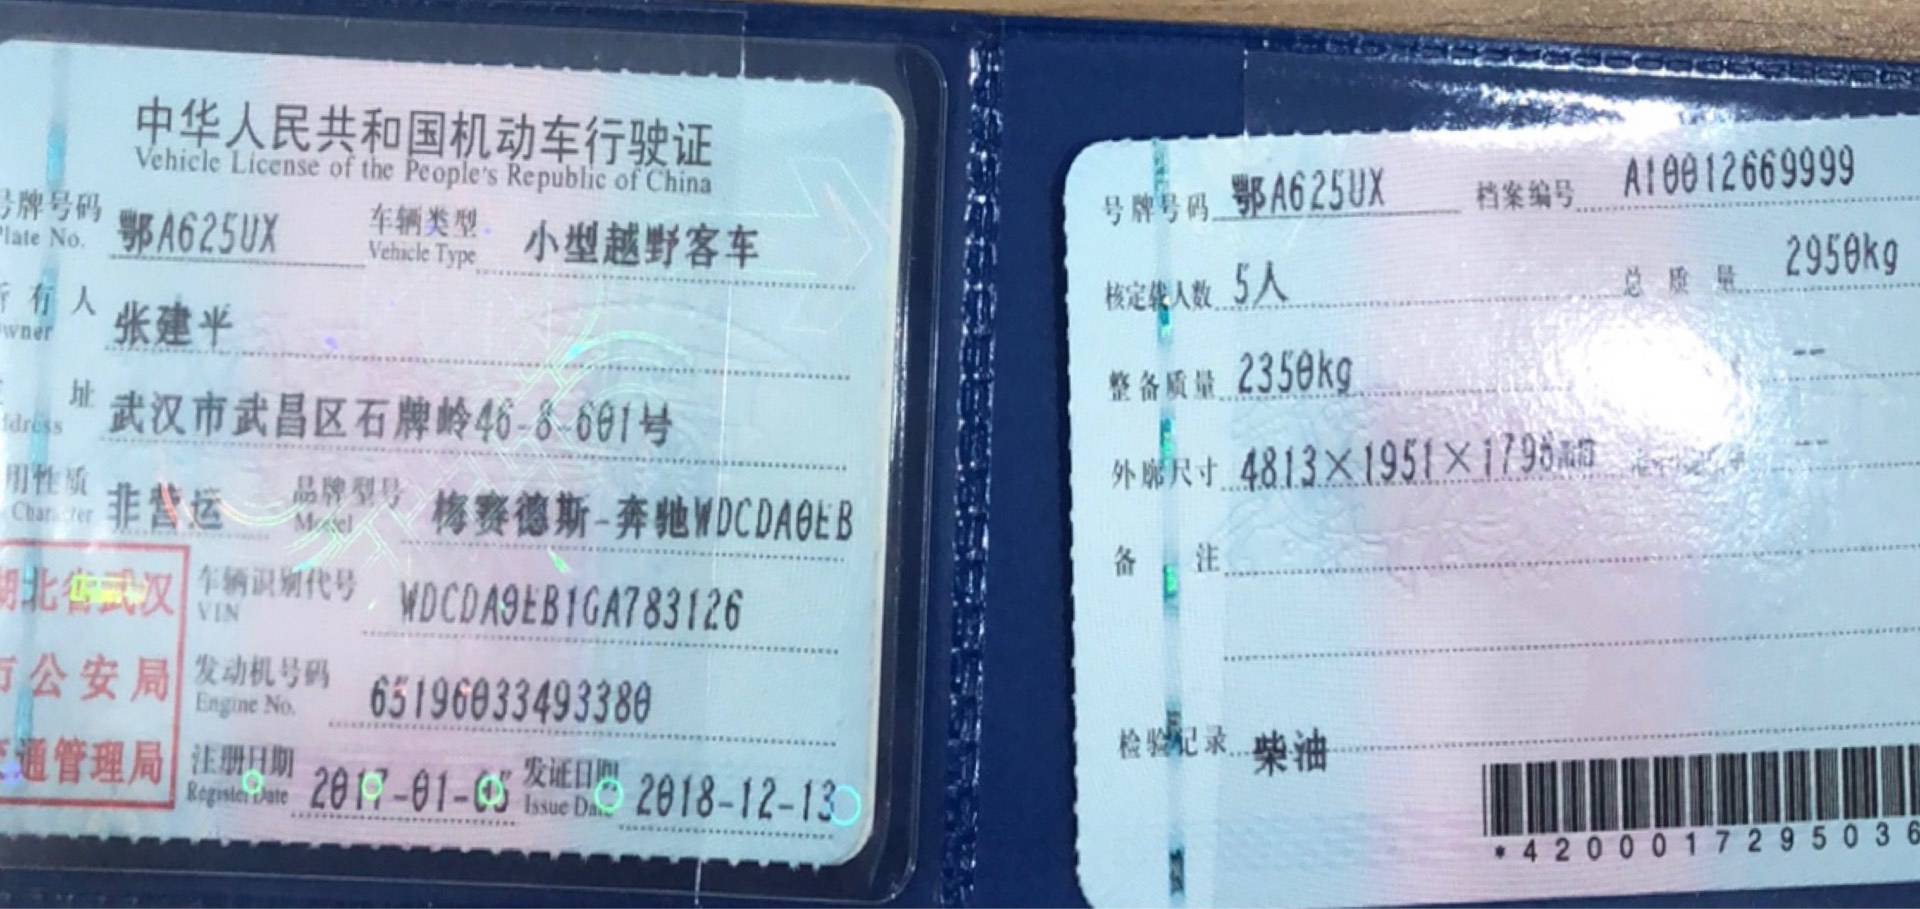 中华人民共和国机动车行驶证
Vehicle License of the People's Republic of China
号牌号码 鄂A625UX 车辆类型 小型越野客车
Plate No. Vehicle Type
所有人 张建平
Owner
址 武汉市武昌区石牌岭46-8-601号
Address
用性质 非营运 品牌型号 梅赛德斯-奔驰WDCDA0EB
Character Model
湖北省武汉
市公安局
交通管理局
车辆识别代号 WDCDA0EB1GA783126
VIN
发动机号码 65196033493380
Engine No.
注册日期 2017-01-05 发证日期 2018-12-13
Register Date Issue Date
号牌号码 鄂A625UX 档案编号 A10012669999
核定载人数 5人 总质量 2950kg
整备质量 2350kg --
外廓尺寸 4813×1951×1796mm --
备注
检验记录 柴油
*4200017295036